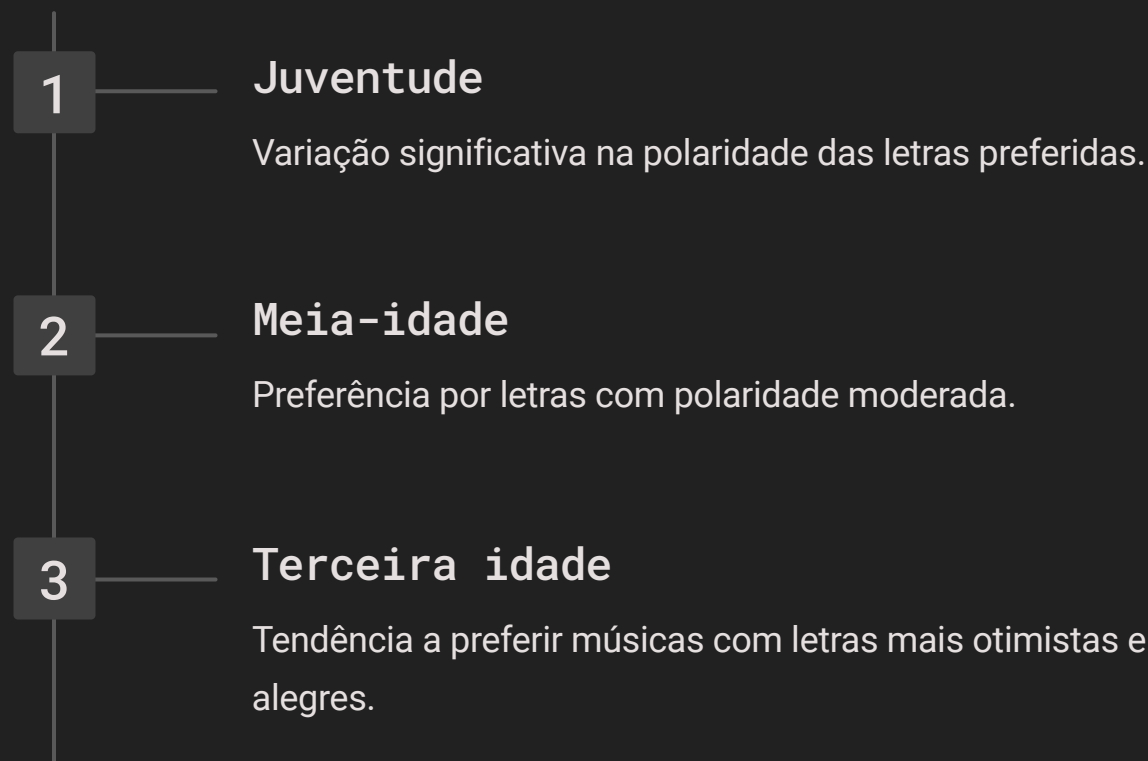 1
Juventude
Variação significativa na polaridade das letras preferidas.
2
Meia-idade
Preferência por letras com polaridade moderada.
3
Terceira idade
Tendência a preferir músicas com letras mais otimistas e
alegres.